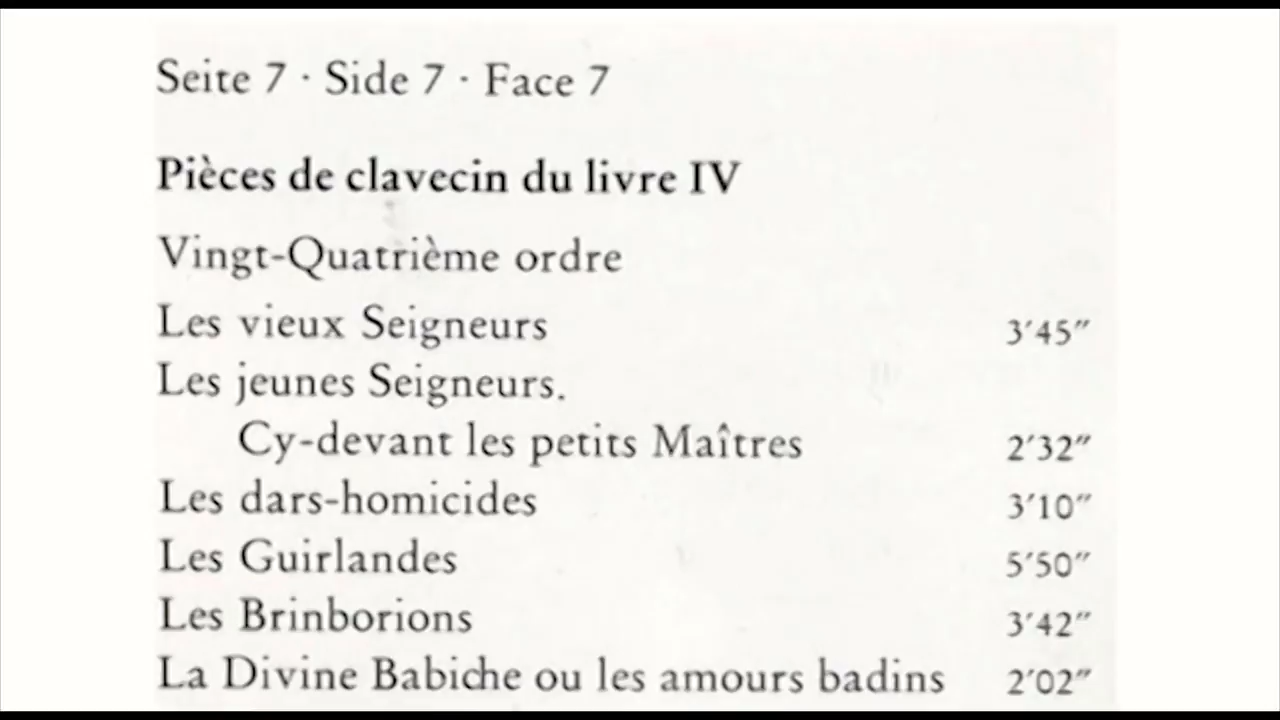 Seite 7 · Side 7 · Face 7
Pièces de clavecin du livre IV
Vingt-Quatrième ordre
Les vieux Seigneurs 3′45″
Les jeunes Seigneurs.
Cy-devant les petits Maîtres 2′32″
Les dars-homicides 3′10″
Les Guirlandes 5′50″
Les Brinborions 3′42″
La Divine Babiche ou les amours badins 2′02″